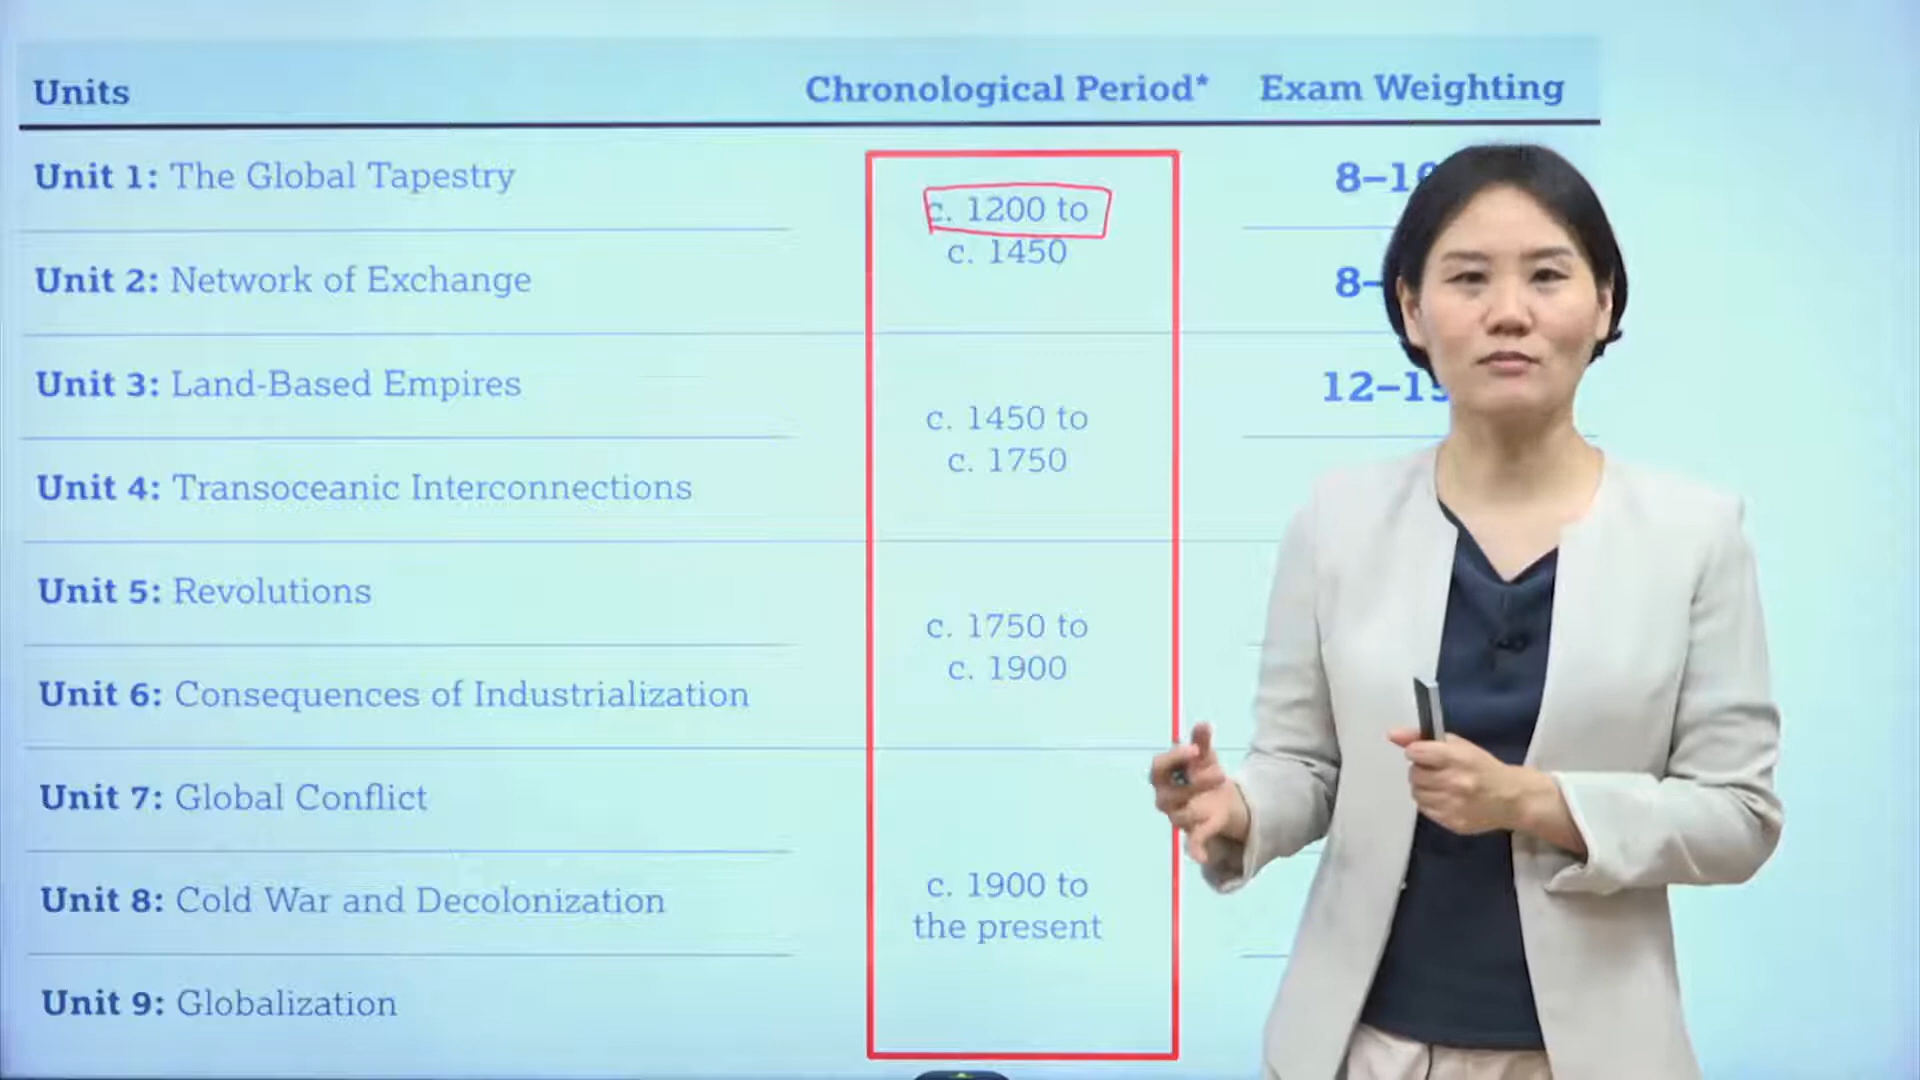 Units Chronological Period* Exam Weighting
Unit 1: The Global Tapestry
c. 1200 to
c. 1450
Unit 2: Network of Exchange
Unit 3: Land-Based Empires
c. 1450 to
c. 1750
Unit 4: Transoceanic Interconnections
Unit 5: Revolutions
c. 1750 to
c. 1900
Unit 6: Consequences of Industrialization
Unit 7: Global Conflict
Unit 8: Cold War and Decolonization
c. 1900 to
the present
Unit 9: Globalization